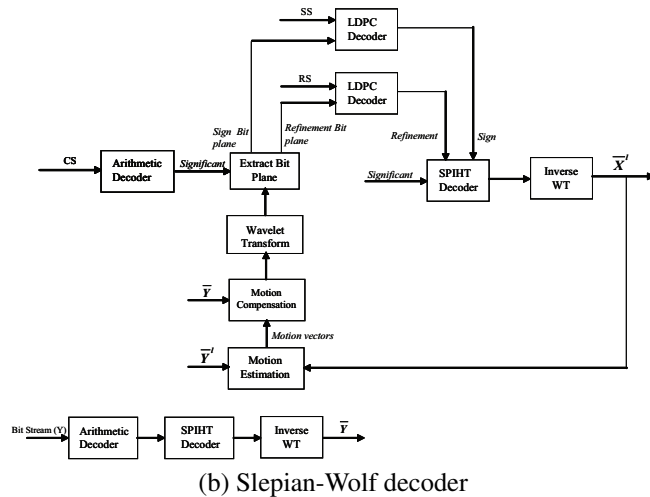 SS
LDPC
Decoder
RS
LDPC
Decoder
Sign Bit
plane
Refinement Bit
plane
Refinement
Sign
CS
Arithmetic
Decoder
Significant
Extract Bit
Plane
Significant
SPIHT
Decoder
Inverse
WT
X̅ᴵ
Wavelet
Transform
Y̅
Motion
Compensation
Motion vectors
Y̅ᴵ
Motion
Estimation
Bit Stream (Y)
Arithmetic
Decoder
SPIHT
Decoder
Inverse
WT
Y̅
(b) Slepian-Wolf decoder